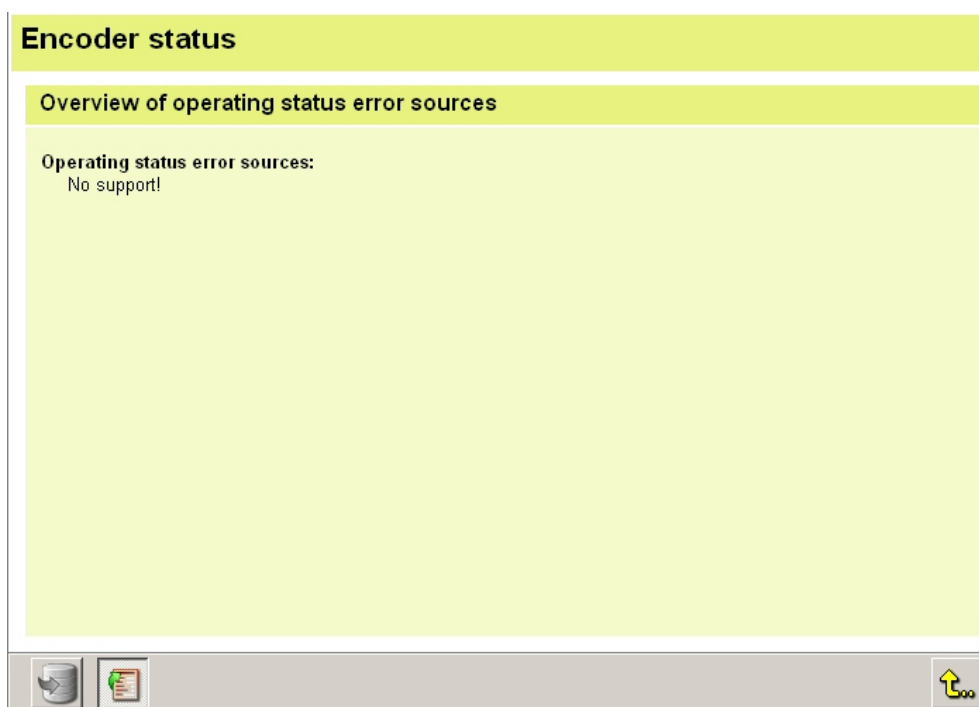 Encoder status
Overview of operating status error sources
Operating status error sources:
No support!